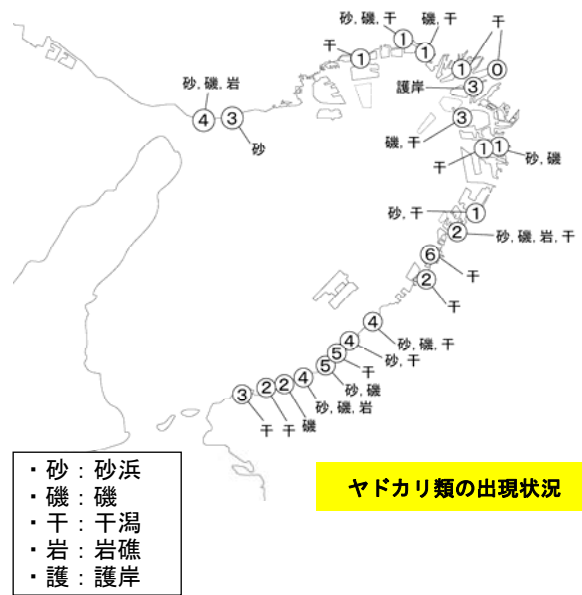 砂, 磯, 干
磯, 干
干
干
①
①
①
①
⓪
護岸
③
砂, 磯, 岩
④
③
砂
③
磯, 干
①
①
干
砂, 磯
砂, 干
①
②
砂, 磯, 岩, 干
⑥
干
②
干
④
砂, 磯, 干
④
砂, 干
⑤
干
⑤
砂, 磯
④
砂, 磯, 岩
②
磯
②
干
③
干
・砂：砂浜
・磯：磯
・干：干潟
・岩：岩礁
・護：護岸
ヤドカリ類の出現状況